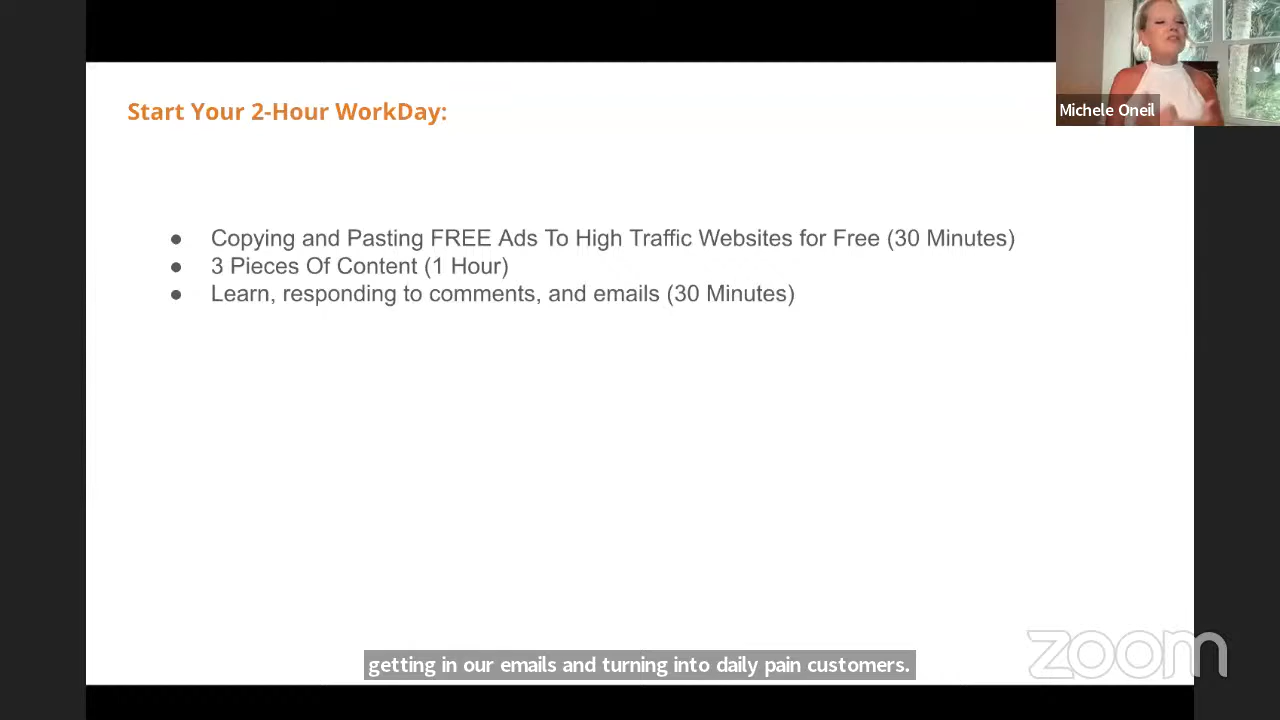 Michele Oneil
Start Your 2-Hour WorkDay:
● Copying and Pasting FREE Ads To High Traffic Websites for Free (30 Minutes)
● 3 Pieces Of Content (1 Hour)
● Learn, responding to comments, and emails (30 Minutes)
zoom
getting in our emails and turning into daily pain customers.